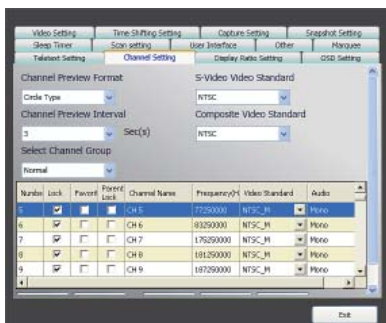 Video Setting Time Shifting Setting Capture Setting Snapshot Setting
Sleep Timer Scan setting User Interface Other Marquee
Teletext Setting Channel Setting Display Ratio Setting OSD Setting
Channel Preview Format S-Video Video Standard
Circle Type NTSC
Channel Preview Interval Composite Video Standard
3 Sec(s) NTSC
Select Channel Group
Normal
Numbe Lock Favorit Parent Lock Channel Name Frequency(H Video Standard Audio
5 CH 5 77250000 NTSC_M Mono
6 CH 6 83250000 NTSC_M Mono
7 CH 7 175250000 NTSC_M Mono
8 CH 8 181250000 NTSC_M Mono
9 CH 9 187250000 NTSC_M Mono
Exit